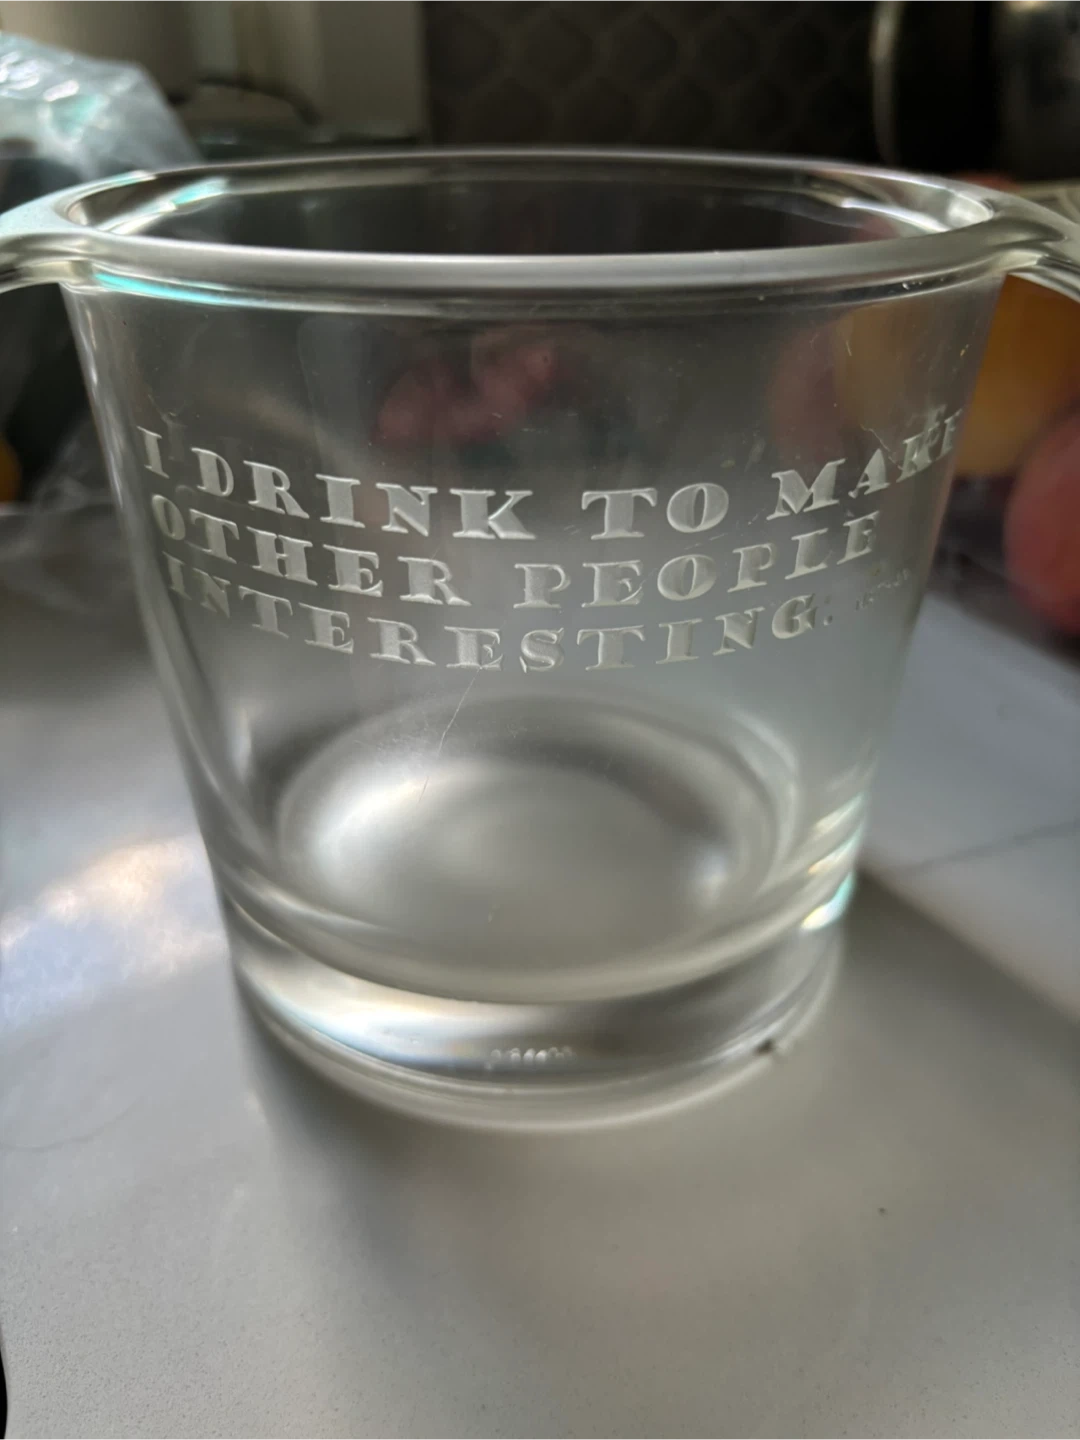 I DRINK TO MAKE
OTHER PEOPLE
INTERESTING.